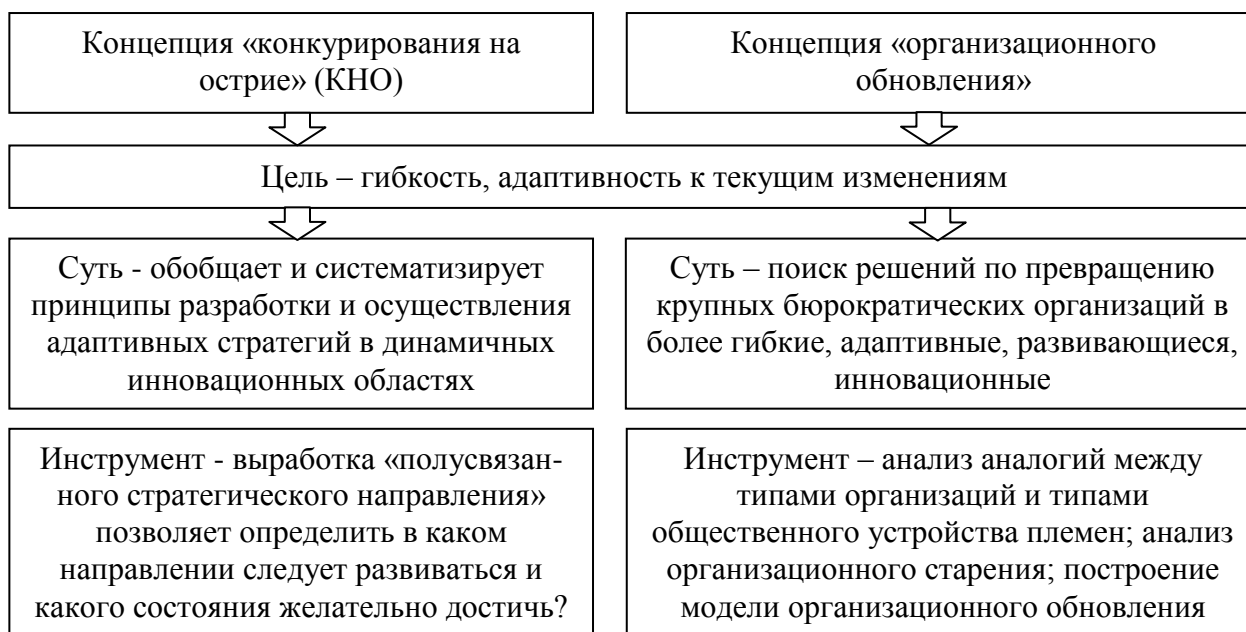 Концепция «конкурирования на
острие» (КНО)
Концепция «организационного
обновления»
Цель – гибкость, адаптивность к текущим изменениям
Суть - обобщает и систематизирует
принципы разработки и осуществления
адаптивных стратегий в динамичных
инновационных областях
Суть – поиск решений по превращению
крупных бюрократических организаций в
более гибкие, адаптивные, развивающиеся,
инновационные
Инструмент - выработка «полусвязан-
ного стратегического направления»
позволяет определить в каком
направлении следует развиваться и
какого состояния желательно достичь?
Инструмент – анализ аналогий между
типами организаций и типами
общественного устройства племен; анализ
организационного старения; построение
модели организационного обновления